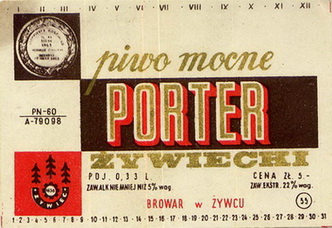 I II III IV V VI VII VIII IX X XI XII
piwo mocne
PN-60
A-79098
PORTER
ŻYWIECKI
ŻYWIEC
POJ. 0,33 L.
CENA ZŁ. 5.-
ZAW. ALK NIE MNIEJ NIŻ 5% wag.
ZAW. EKSTR. 22% wag.
BROWAR w ŻYWCU
55
1·2·3·4·5·6·7·8·9·10·11·12·13·14·15·16·17·18·19·20·21·22·23·24·25·26·27·28·29·30·31